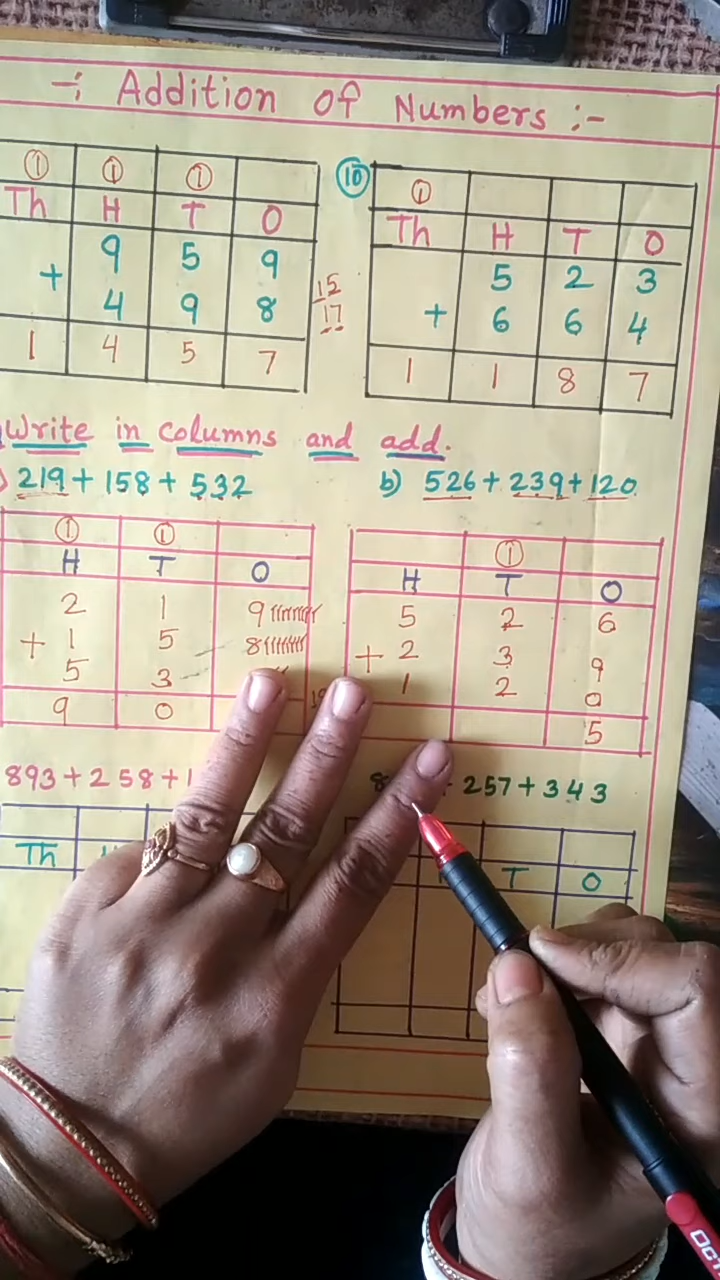 -: Addition of Numbers :-
① ① ①
Th H T O
9 5 9
+ 4 9 8
1 4 5 7
15
17
⑩
①
Th H T O
5 2 3
+ 6 6 4
1 1 8 7
Write in columns and add.
) 219 + 158 + 532
b) 526 + 239 + 120
① ①
H T O
2 1 9
+ 1 5 8
5 3
9 0
①
H T O
5 2 6
+ 2 3 9
1 2 0
5
893 + 258 + 1
8 257 + 343
Th
T O